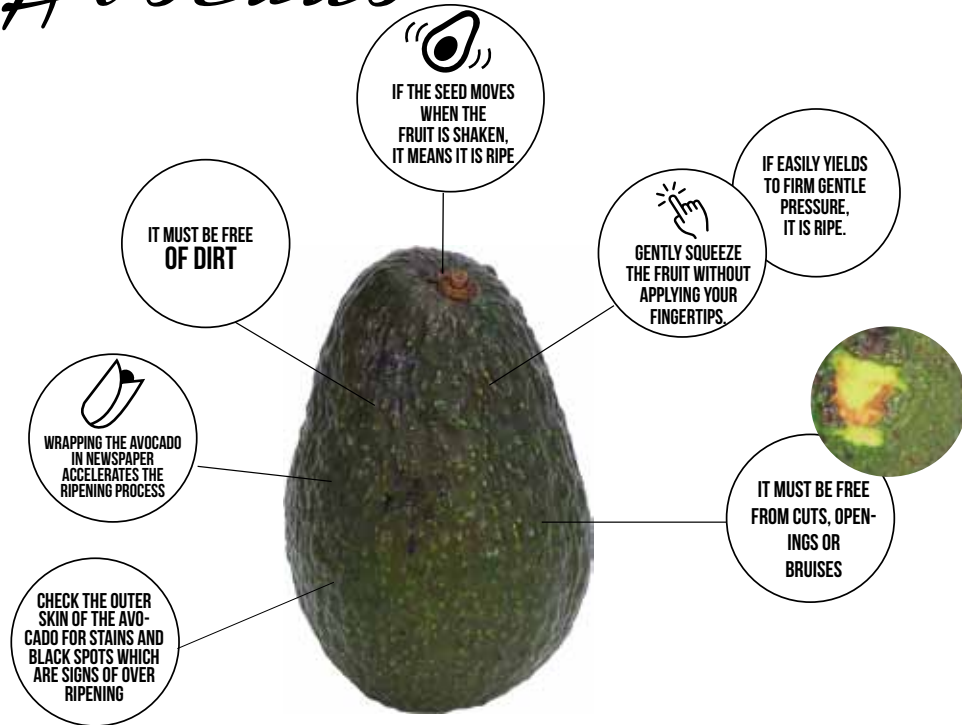 Avocados
IF THE SEED MOVES
WHEN THE
FRUIT IS SHAKEN,
IT MEANS IT IS RIPE
IF EASILY YIELDS
TO FIRM GENTLE
PRESSURE,
IT IS RIPE.
GENTLY SQUEEZE
THE FRUIT WITHOUT
APPLYING YOUR
FINGERTIPS.
IT MUST BE FREE
OF DIRT
WRAPPING THE AVOCADO
IN NEWSPAPER
ACCELERATES THE
RIPENING PROCESS
IT MUST BE FREE
FROM CUTS, OPEN-
INGS OR
BRUISES
CHECK THE OUTER
SKIN OF THE AVO-
CADO FOR STAINS AND
BLACK SPOTS WHICH
ARE SIGNS OF OVER
RIPENING